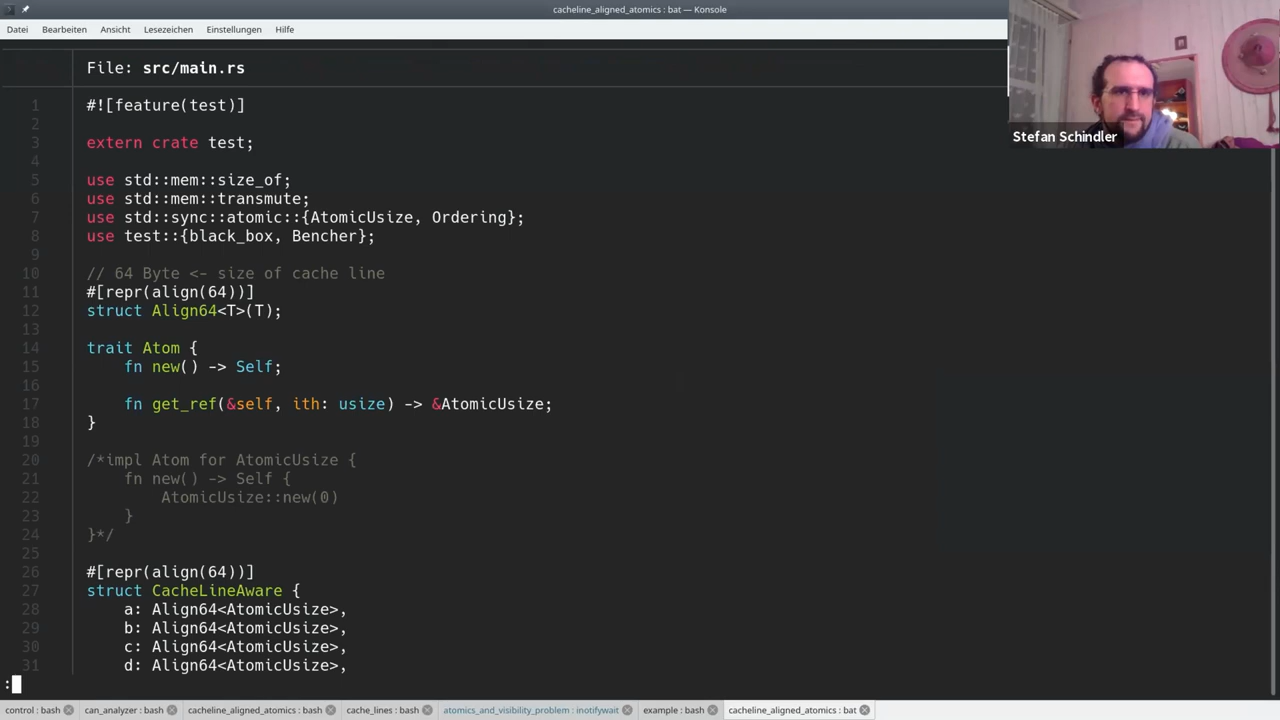 cacheline_aligned_atomics : bat — Konsole
Datei Bearbeiten Ansicht Lesezeichen Einstellungen Hilfe
File: src/main.rs
1 #![feature(test)]
2
3 extern crate test;
4
5 use std::mem::size_of;
6 use std::mem::transmute;
7 use std::sync::atomic::{AtomicUsize, Ordering};
8 use test::{black_box, Bencher};
9
10 // 64 Byte <- size of cache line
11 #[repr(align(64))]
12 struct Align64<T>(T);
13
14 trait Atom {
15     fn new() -> Self;
16
17     fn get_ref(&self, ith: usize) -> &AtomicUsize;
18 }
19
20 /*impl Atom for AtomicUsize {
21     fn new() -> Self {
22         AtomicUsize::new(0)
23     }
24 }*/
25
26 #[repr(align(64))]
27 struct CacheLineAware {
28     a: Align64<AtomicUsize>,
29     b: Align64<AtomicUsize>,
30     c: Align64<AtomicUsize>,
31     d: Align64<AtomicUsize>,
:
Stefan Schindler
control : bash can_analyzer : bash cacheline_aligned_atomics : bash cache_lines : bash atomics_and_visibility_problem : inotifywait example : bash cacheline_aligned_atomics : bat